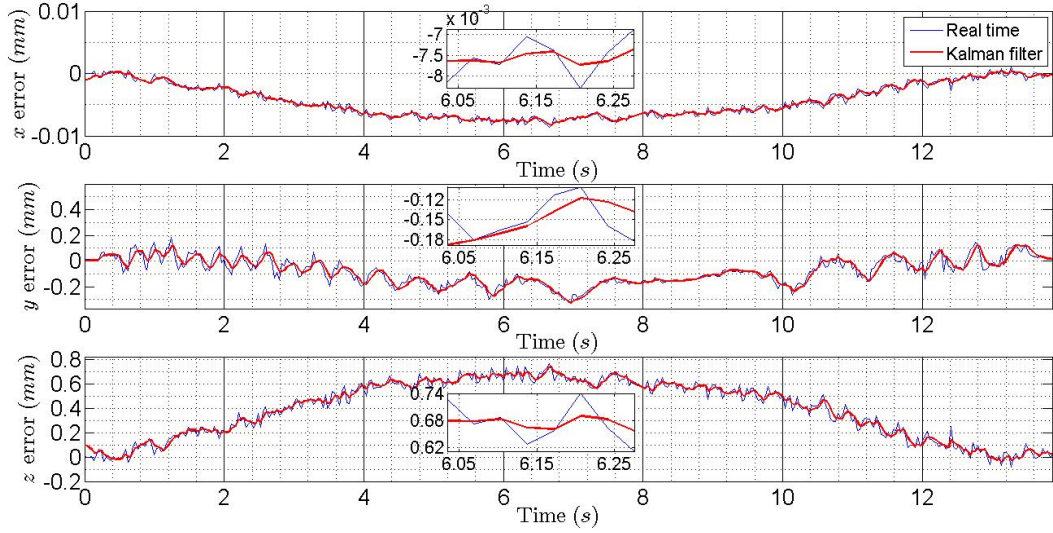 x error (mm)
0.01
0
-0.01
× 10⁻³
-7
-7.5
-8
6.05 6.15 6.25
Real time
Kalman filter
0 2 4 6 8 10 12
Time (s)
y error (mm)
0.4
0.2
0
-0.2
-0.12
-0.15
-0.18
6.05 6.15 6.25
0 2 4 6 8 10 12
Time (s)
z error (mm)
0.8
0.6
0.4
0.2
0
-0.2
0.74
0.68
0.62
6.05 6.15 6.25
0 2 4 6 8 10 12
Time (s)